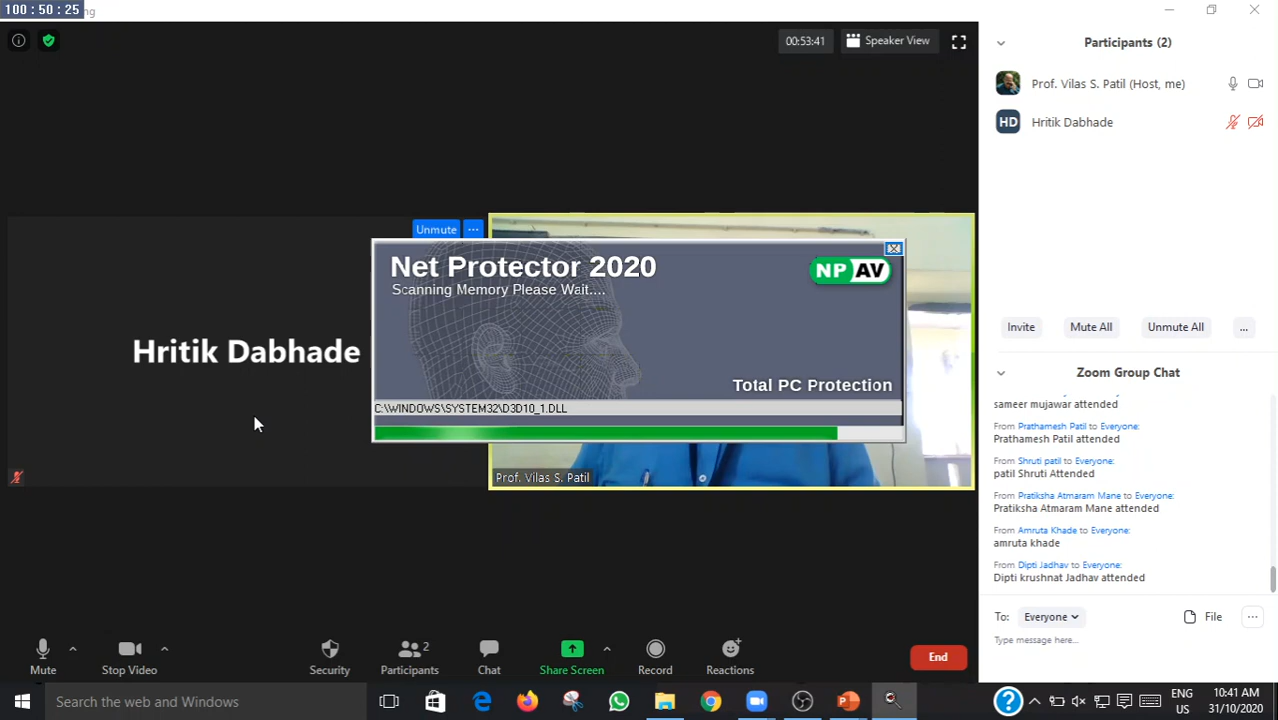 100:50:25
ng
00:53:41
Speaker View
Participants (2)
Prof. Vilas S. Patil (Host, me)
HD
Hritik Dabhade
Invite
Mute All
Unmute All
...
Zoom Group Chat
sameer mujawar attended
From Prathamesh Patil to Everyone:
Prathamesh Patil attended
From Shruti patil to Everyone:
patil Shruti Attended
From Pratiksha Atmaram Mane to Everyone:
Pratiksha Atmaram Mane attended
From Amruta Khade to Everyone:
amruta khade
From Dipti Jadhav to Everyone:
Dipti krushnat Jadhav attended
To: Everyone
File
...
Type message here...
Unmute
...
Hritik Dabhade
Net Protector 2020
NP AV
Scanning Memory Please Wait....
Total PC Protection
C:\WINDOWS\SYSTEM32\D3D10_1.DLL
Prof. Vilas S. Patil
Mute
Stop Video
Security
2
Participants
Chat
Share Screen
Record
Reactions
End
Search the web and Windows
ENG
US
10:41 AM
31/10/2020